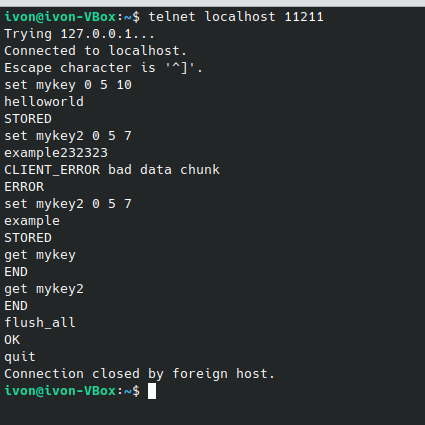 ivon@ivon-VBox:~$ telnet localhost 11211
Trying 127.0.0.1...
Connected to localhost.
Escape character is '^]'.
set mykey 0 5 10
helloworld
STORED
set mykey2 0 5 7
example232323
CLIENT_ERROR bad data chunk
ERROR
set mykey2 0 5 7
example
STORED
get mykey
END
get mykey2
END
flush_all
OK
quit
Connection closed by foreign host.
ivon@ivon-VBox:~$